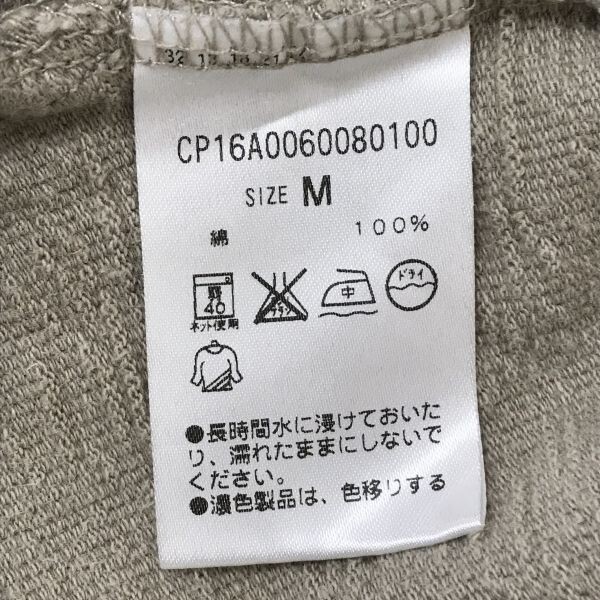 CP16A0060080100
SIZE M
綿 100%
弱 40 中 ドライ
ネット使用
●長時間水に浸けておいた
り、濡れたままにしないで
ください。
●濃色製品は、色移りする